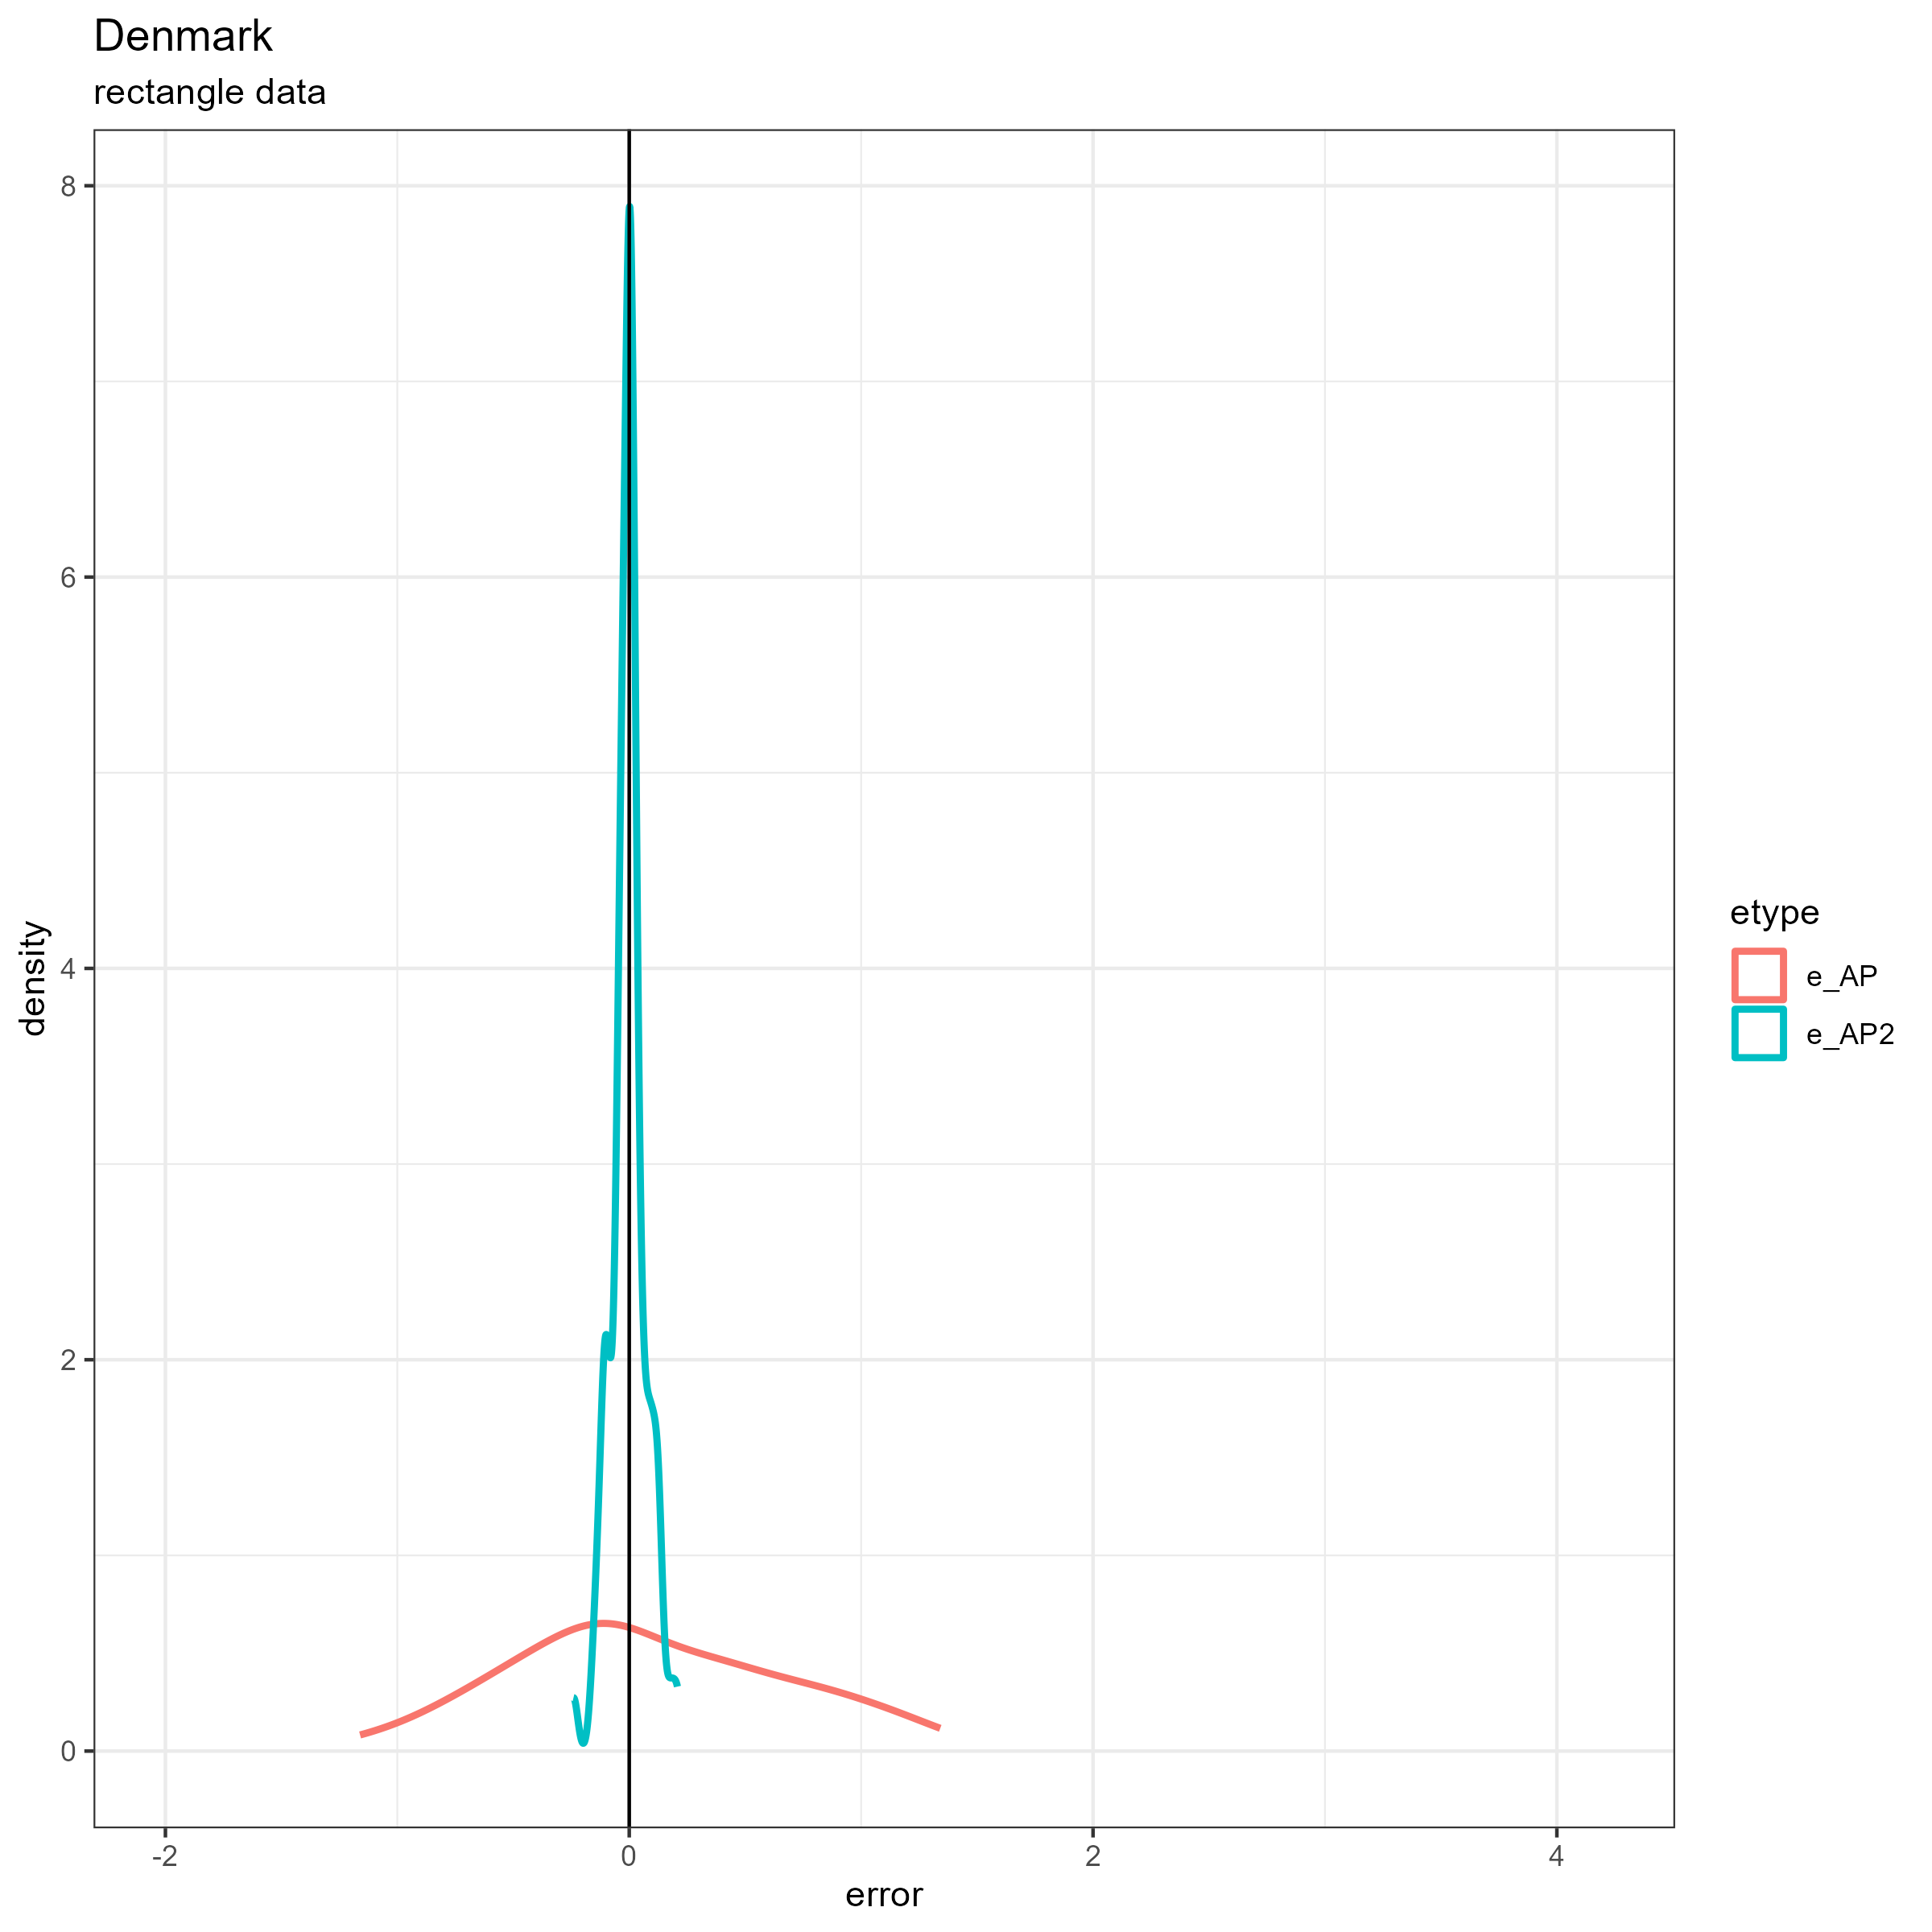 Denmark
rectangle data
8
6
4
2
0
density
-2 0 2 4
error
etype
e_AP
e_AP2